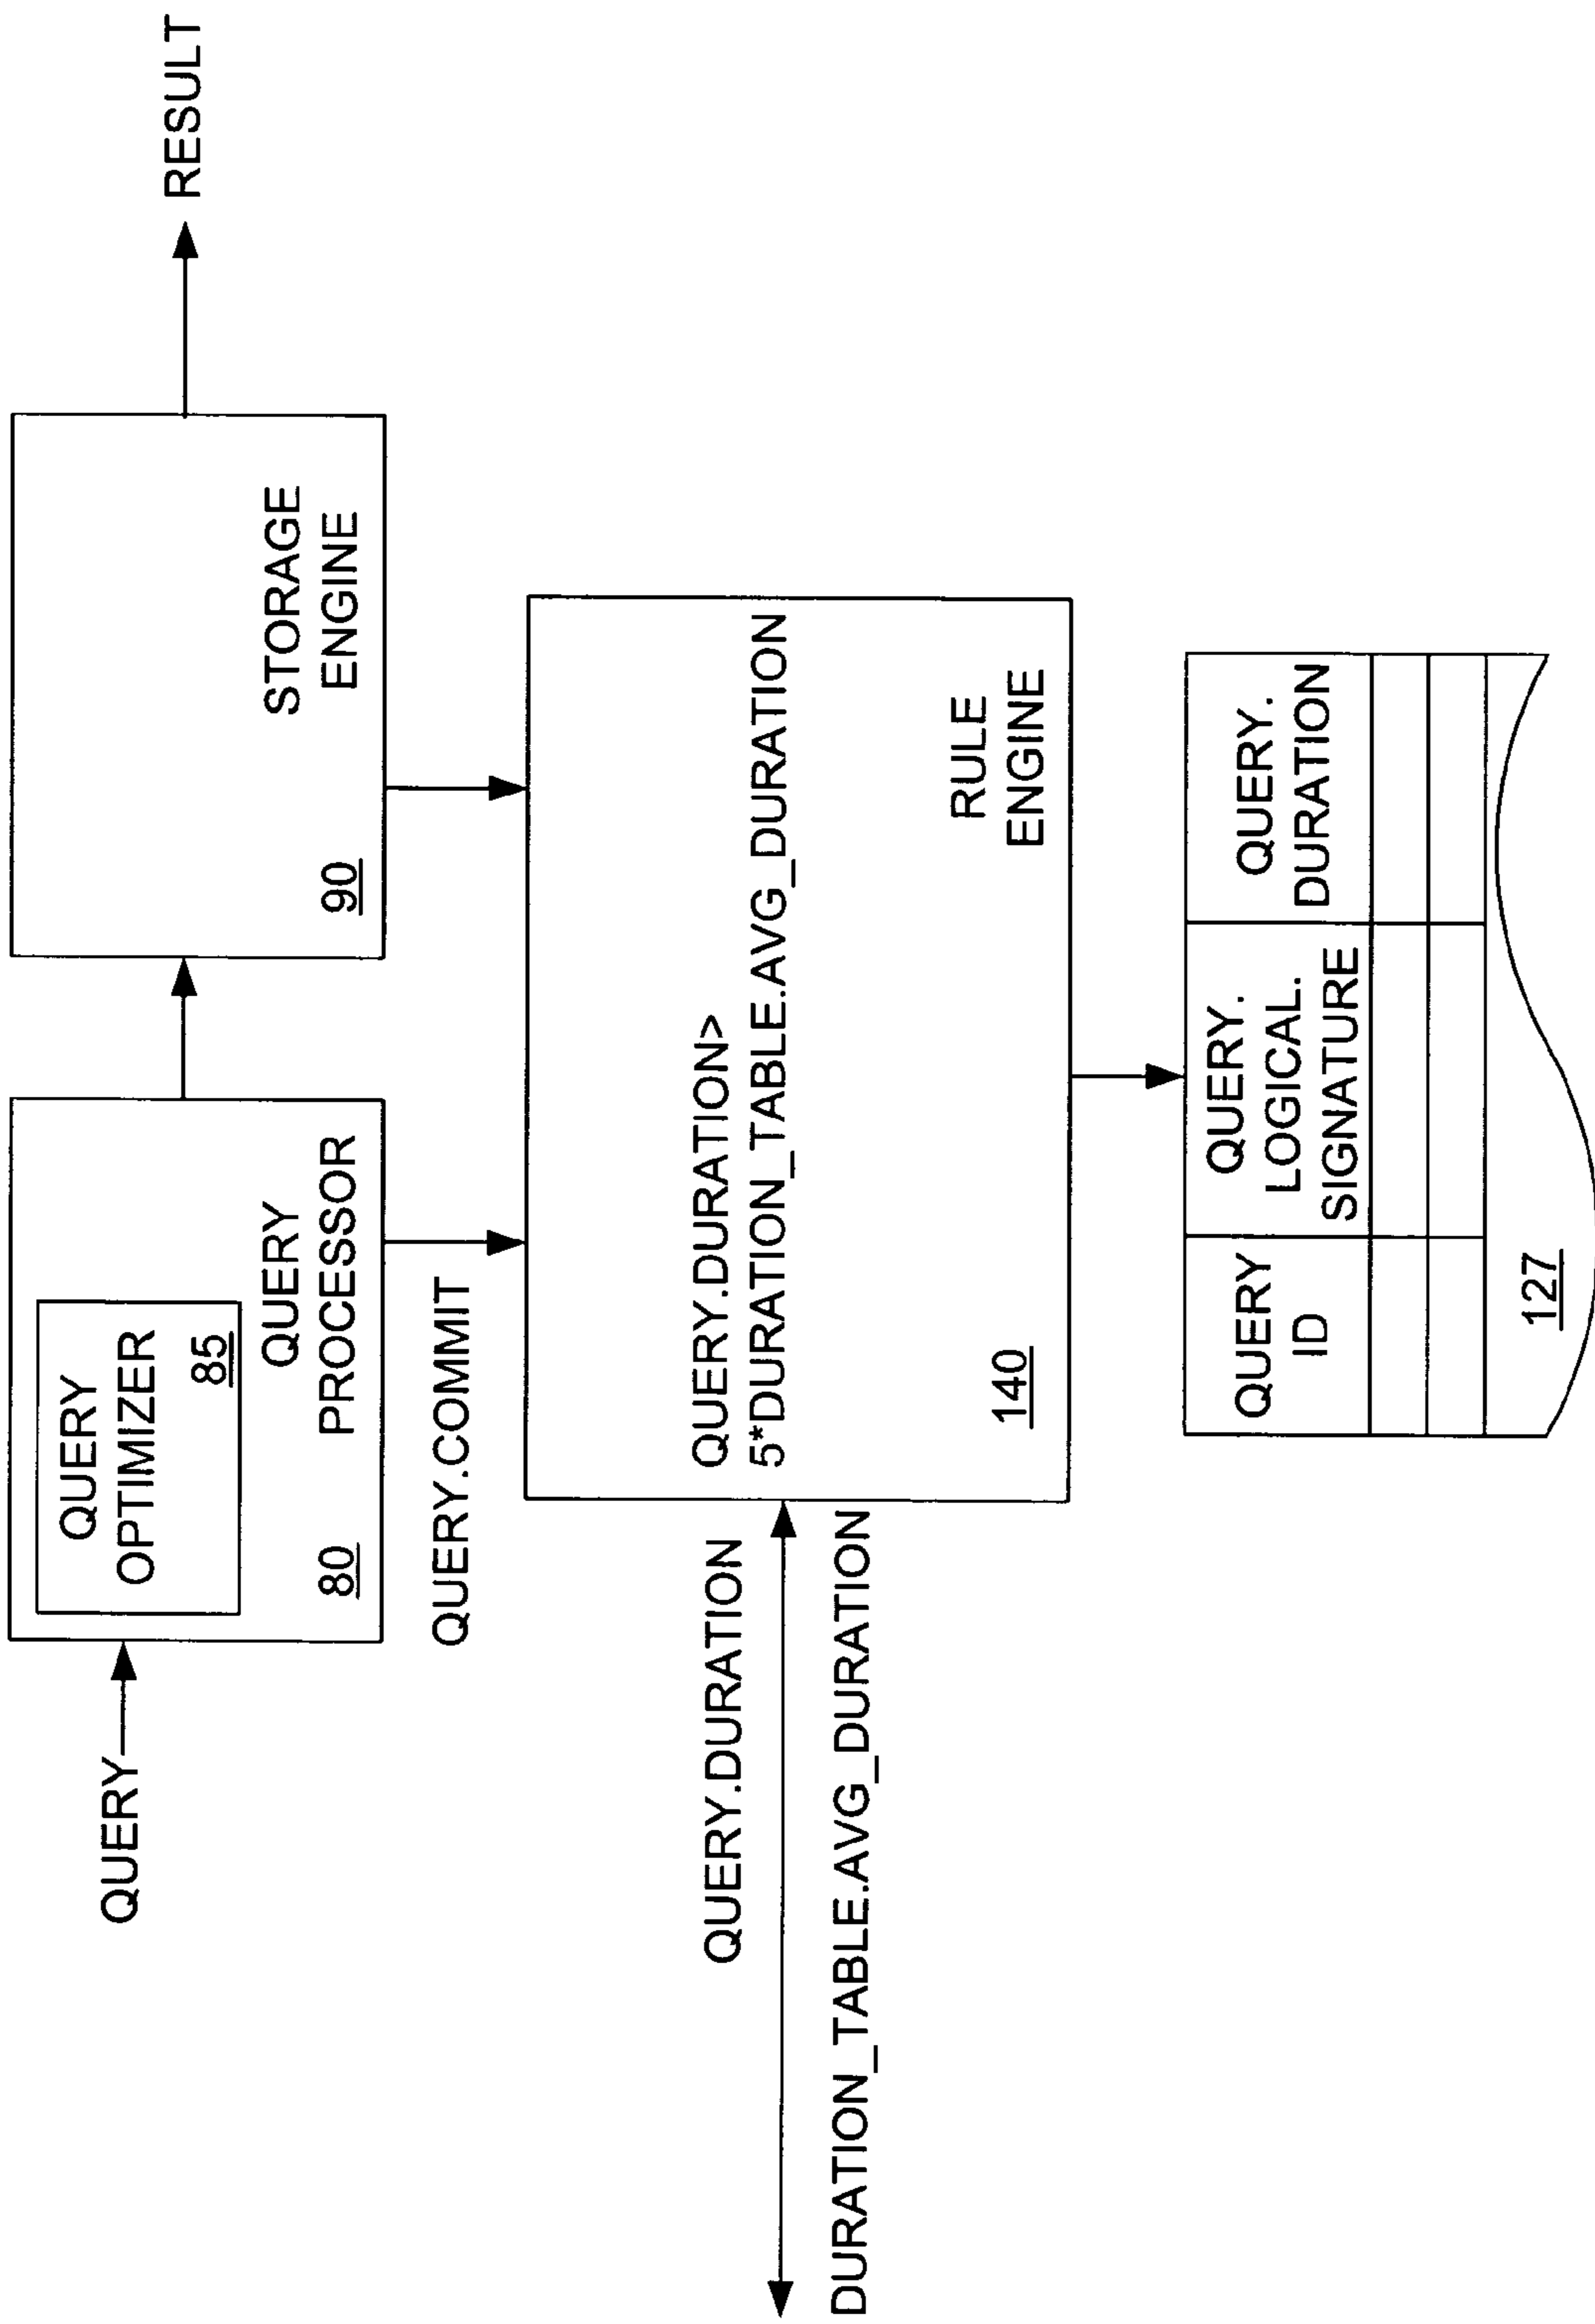 QUERY
QUERY
OPTIMIZER
85
QUERY
PROCESSOR
80
STORAGE
ENGINE
90
RESULT
QUERY.COMMIT
QUERY.DURATION
DURATION_TABLE.AVG_DURATION
QUERY.DURATION>
5*DURATION_TABLE.AVG_DURATION
RULE
ENGINE
140
QUERY
ID
QUERY.
LOGICAL.
SIGNATURE
QUERY.
DURATION
127